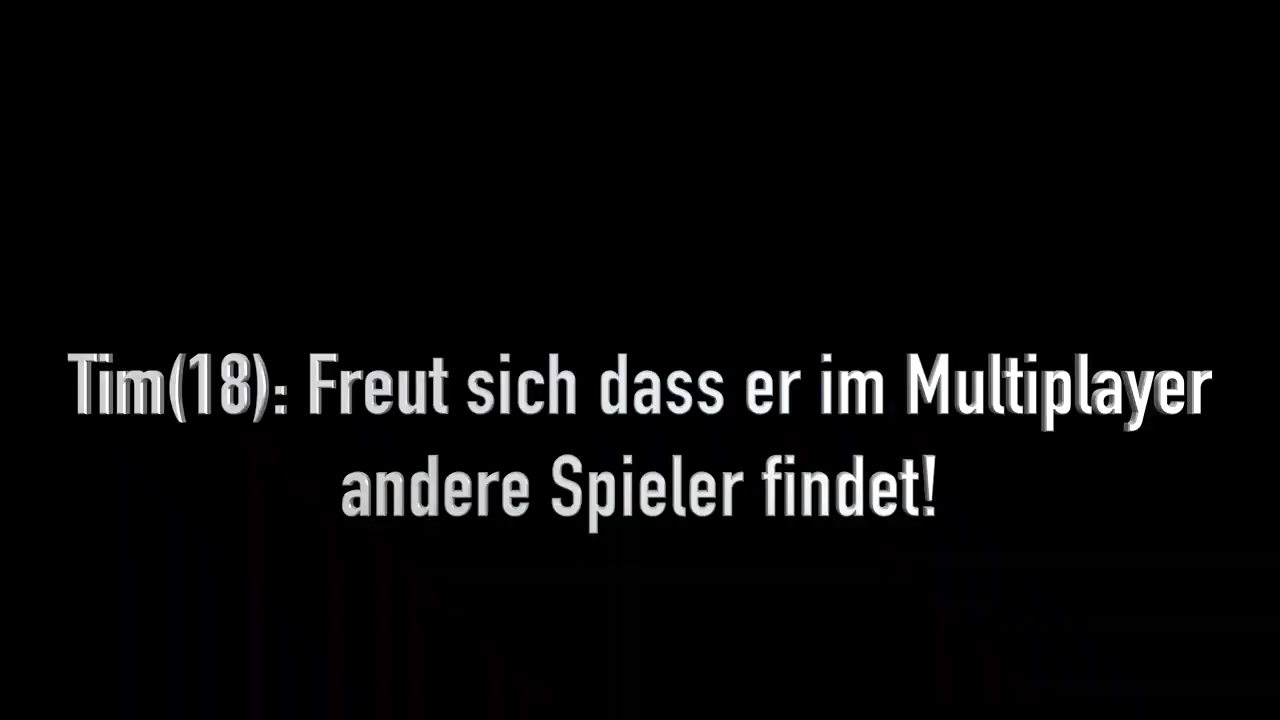 Tim(18): Freut sich dass er im Multiplayer
andere Spieler findet!